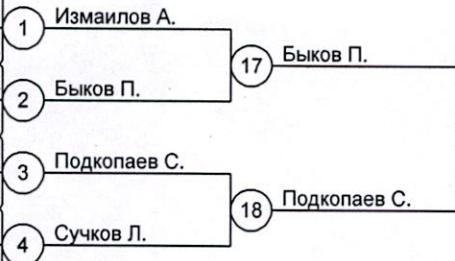 1 Измаилов А.
17 Быков П.
2 Быков П.
3 Подкопаев С.
18 Подкопаев С.
4 Сучков Л.